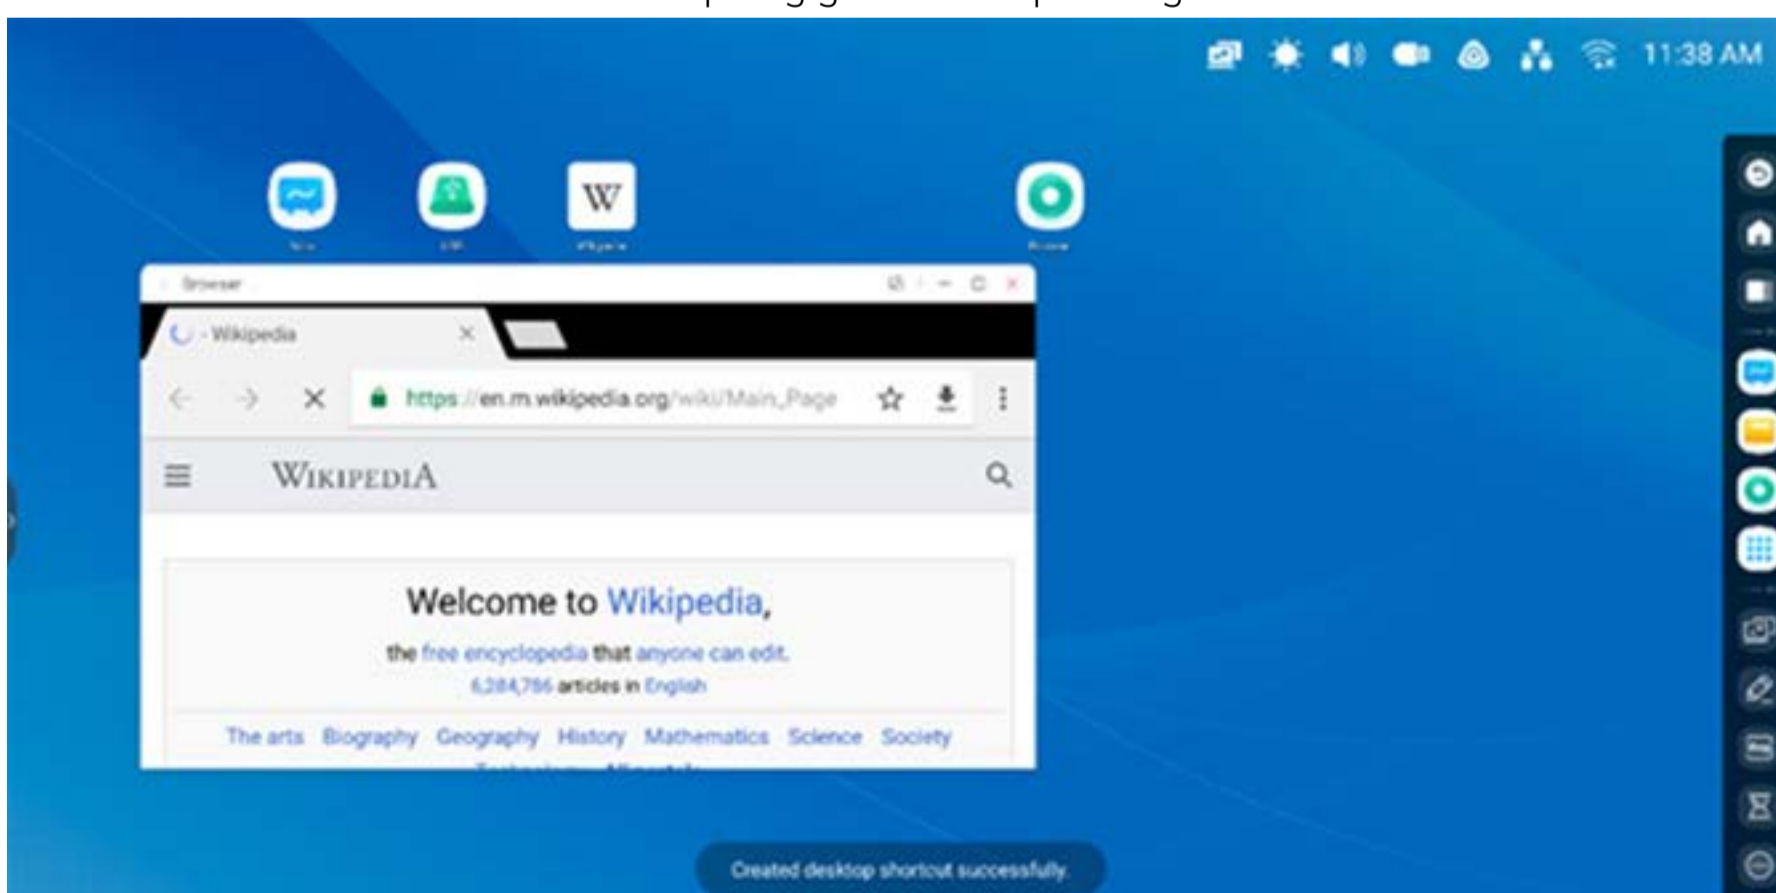 11:38 AM
Browser
- Wikipedia
https://en.m.wikipedia.org/wiki/Main_Page
WIKIPEDIA
Welcome to Wikipedia,
the free encyclopedia that anyone can edit.
6,284,786 articles in English
The arts Biography Geography History Mathematics Science Society
Created desktop shortcut successfully.